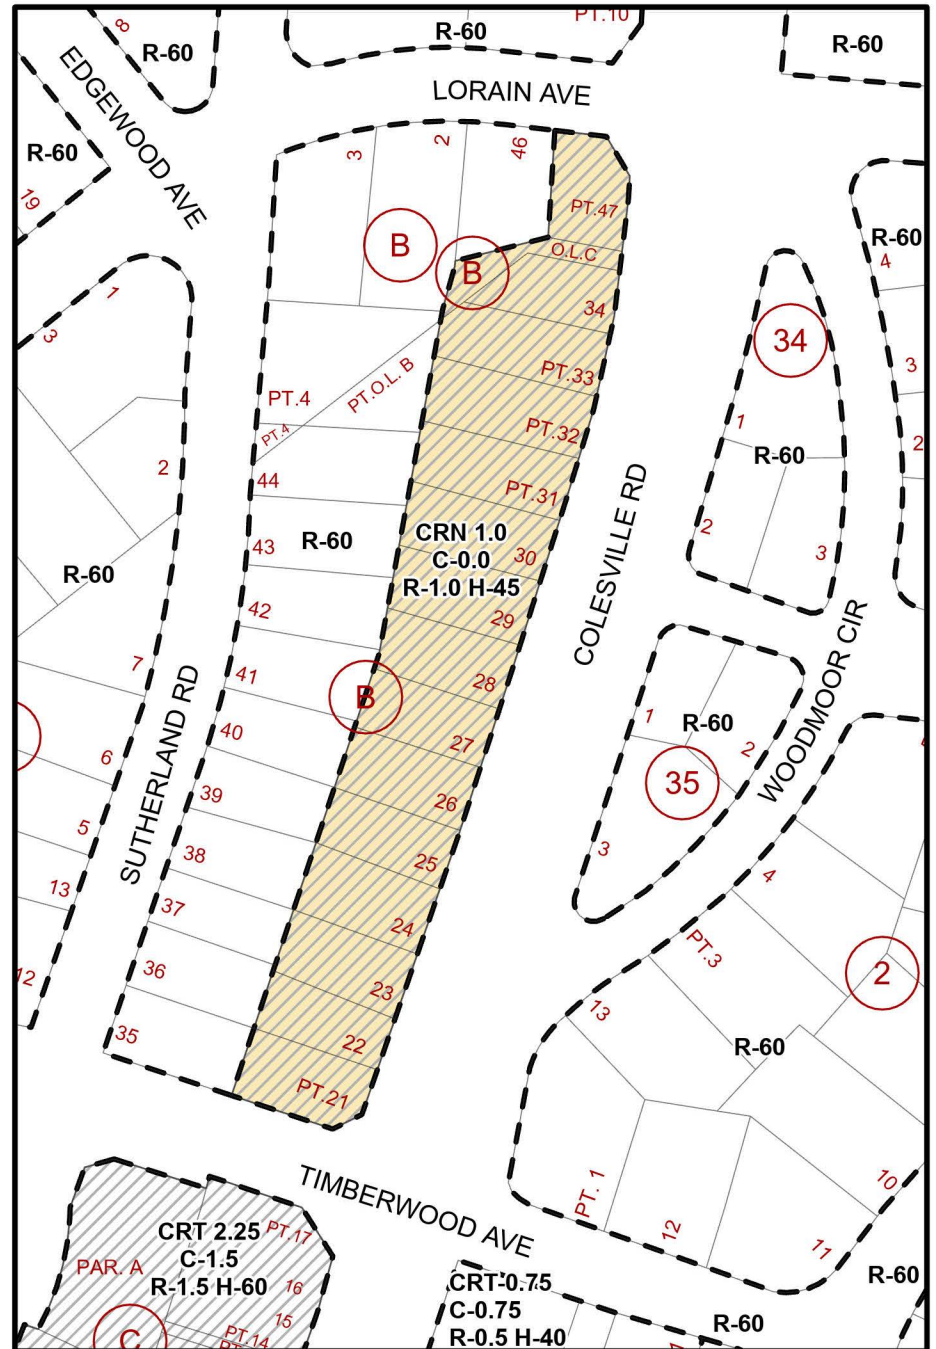 8
R-60
R-60
PT.10
R-60
EDGEWOOD AVE
LORAIN AVE
R-60
19
3
2
46
PT.47
B
B
O.L.C
R-60
4
1
3
34
34
3
PT.4
PT.O.L. B
PT.33
PT.4
PT.32
1
2
2
44
PT.31
R-60
R-60
43
R-60
CRN 1.0
C-0.0
R-1.0 H-45
30
COLESVILLE RD
2
3
42
29
WOODMOOR CIR
7
41
B
28
SUTHERLAND RD
1
R-60
2
40
27
6
35
39
26
5
38
25
3
4
13
37
24
PT.3
12
36
23
2
13
35
22
R-60
PT.21
TIMBERWOOD AVE
PT. 1
12
11
10
CRT 2.25
C-1.5
R-1.5 H-60
PT.17
PAR. A
16
15
PT.14
C
CRT-0.75
C-0.75
R-0.5 H-40
R-60
R-60